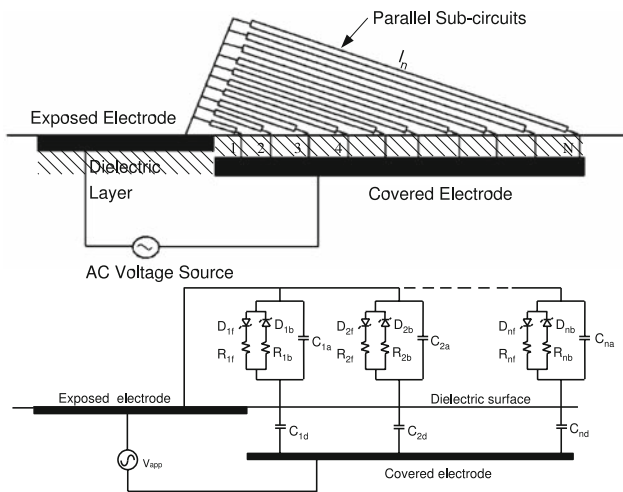 Parallel Sub-circuits
ln
Exposed Electrode
1 2 3 4 N
Dielectric
Layer
Covered Electrode
AC Voltage Source
D1f D1b C1a D2f D2b C2a Dnf Dnb Cna
R1f R1b R2f R2b Rnf Rnb
Exposed electrode
Dielectric surface
C1d C2d Cnd
Vapp
Covered electrode